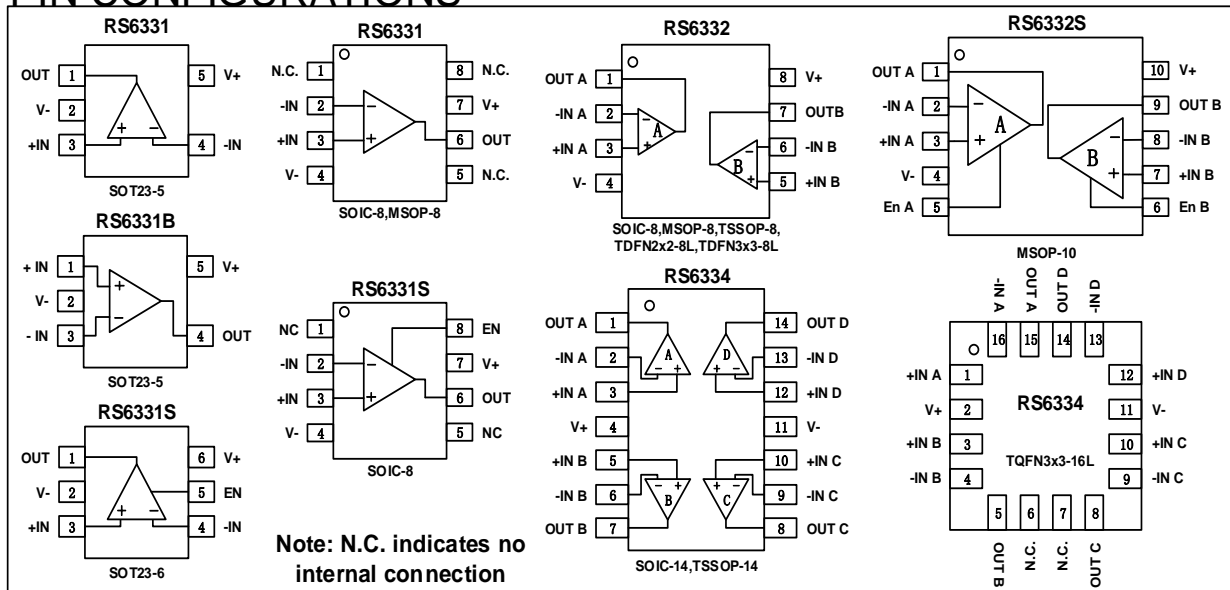 PIN CONFIGURATIONS
RS6331
OUT 1 5 V+
V- 2
+IN 3 + − 4 -IN
SOT23-5
RS6331
N.C. 1 8 N.C.
-IN 2 − 7 V+
+IN 3 + 6 OUT
V- 4 5 N.C.
SOIC-8,MSOP-8
RS6332
OUT A 1 8 V+
-IN A 2 − A 7 OUTB
+IN A 3 + − 6 -IN B
V- 4 B + 5 +IN B
SOIC-8,MSOP-8,TSSOP-8,
TDFN2x2-8L,TDFN3x3-8L
RS6332S
OUT A 1 10 V+
-IN A 2 − A 9 OUT B
+IN A 3 + − 8 -IN B
V- 4 B + 7 +IN B
En A 5 6 En B
MSOP-10
RS6331B
+ IN 1 + 5 V+
V- 2
- IN 3 − 4 OUT
SOT23-5
RS6331S
NC 1 8 EN
-IN 2 − 7 V+
+IN 3 + 6 OUT
V- 4 5 NC
SOIC-8
RS6334
OUT A 1 14 OUT D
-IN A 2 A D 13 -IN D
+IN A 3 − + + − 12 +IN D
V+ 4 11 V-
+IN B 5 10 +IN C
-IN B 6 − + + − 9 -IN C
OUT B 7 B C 8 OUT C
SOIC-14,TSSOP-14
-IN A OUT A OUT D -IN D
16 15 14 13
+IN A 1 12 +IN D
V+ 2 RS6334 11 V-
+IN B 3 10 +IN C
-IN B 4 TQFN3x3-16L 9 -IN C
5 6 7 8
OUT B N.C. N.C. OUT C
RS6331S
OUT 1 6 V+
V- 2 5 EN
+IN 3 + − 4 -IN
SOT23-6
Note: N.C. indicates no
internal connection